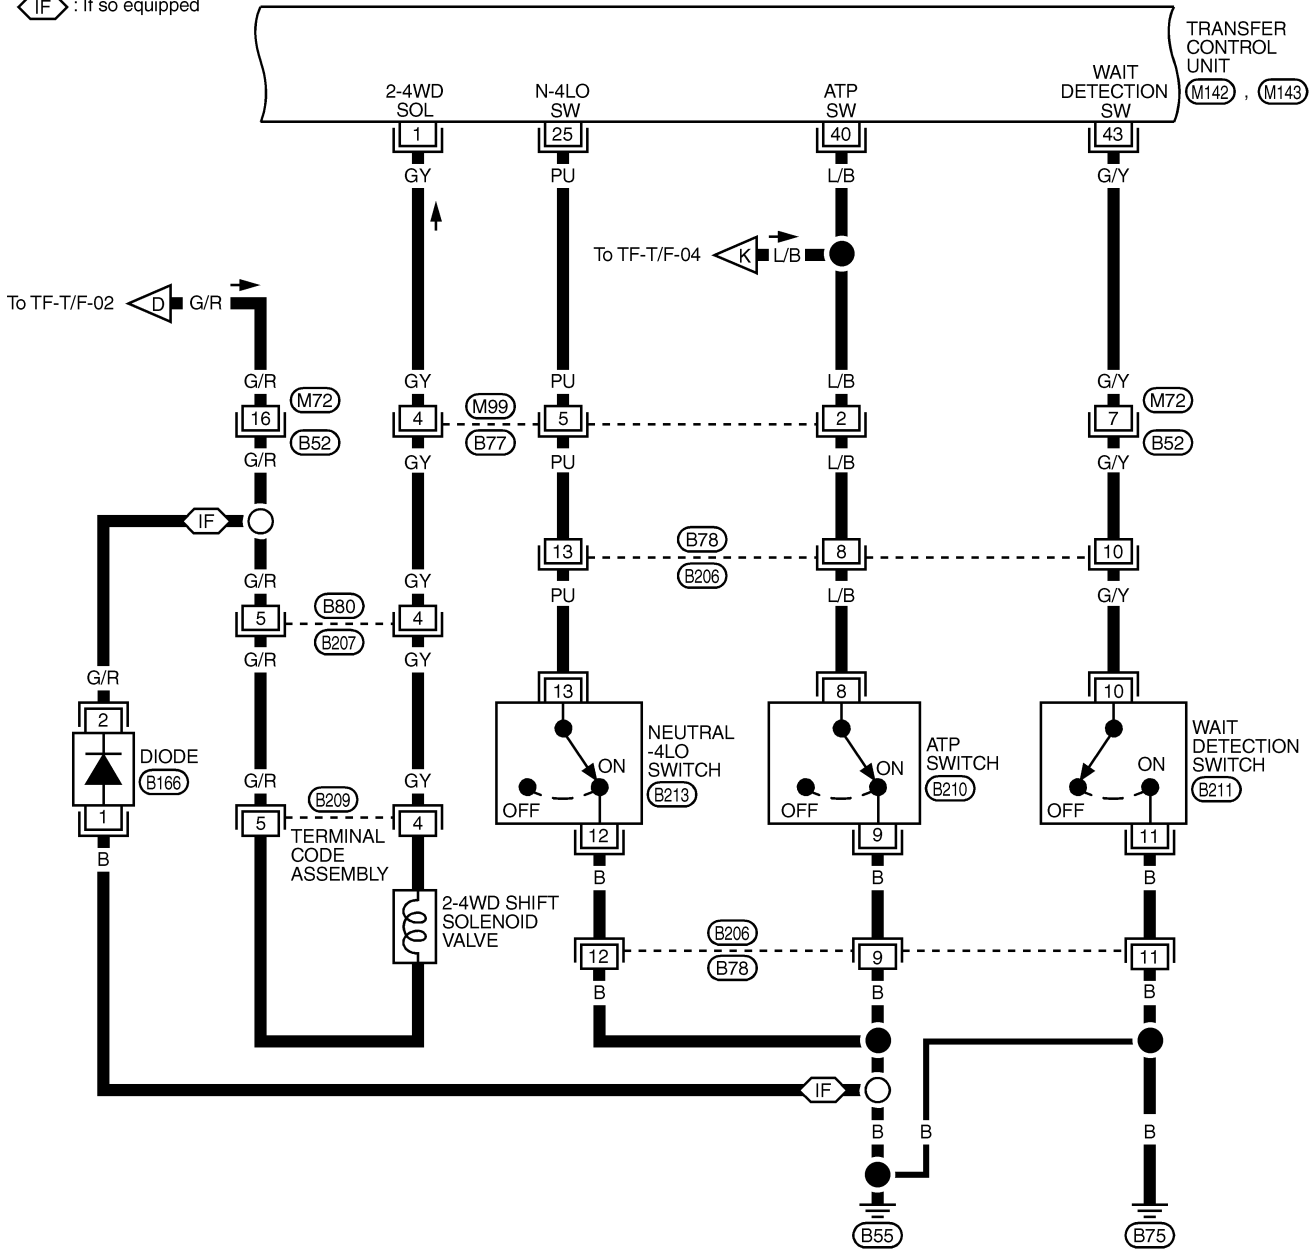 IF : If so equipped
TRANSFER
CONTROL
UNIT
M142 , M143
2-4WD
SOL
N-4LO
SW
ATP
SW
WAIT
DETECTION
SW
1 25 40 43
GY PU L/B G/Y
To TF-T/F-04 K L/B
To TF-T/F-02 D G/R
G/R GY PU L/B G/Y
M72 M99 M72
16 4 5 2 7
B52 B77 B52
G/R GY PU L/B G/Y
IF
B78
13 8 10
B206
G/R GY PU L/B G/Y
B80
5 4
B207
G/R GY
G/R
2
DIODE
B166
1
B
13 8 10
NEUTRAL
-4LO
SWITCH
B213
ON
OFF
ATP
SWITCH
B210
ON
OFF
WAIT
DETECTION
SWITCH
B211
ON
OFF
G/R GY
B209
5 4
TERMINAL
CODE
ASSEMBLY
12 9 11
B B B
2-4WD SHIFT
SOLENOID
VALVE
B206
12 9 11
B78
B B B
IF
B B B
B55 B75